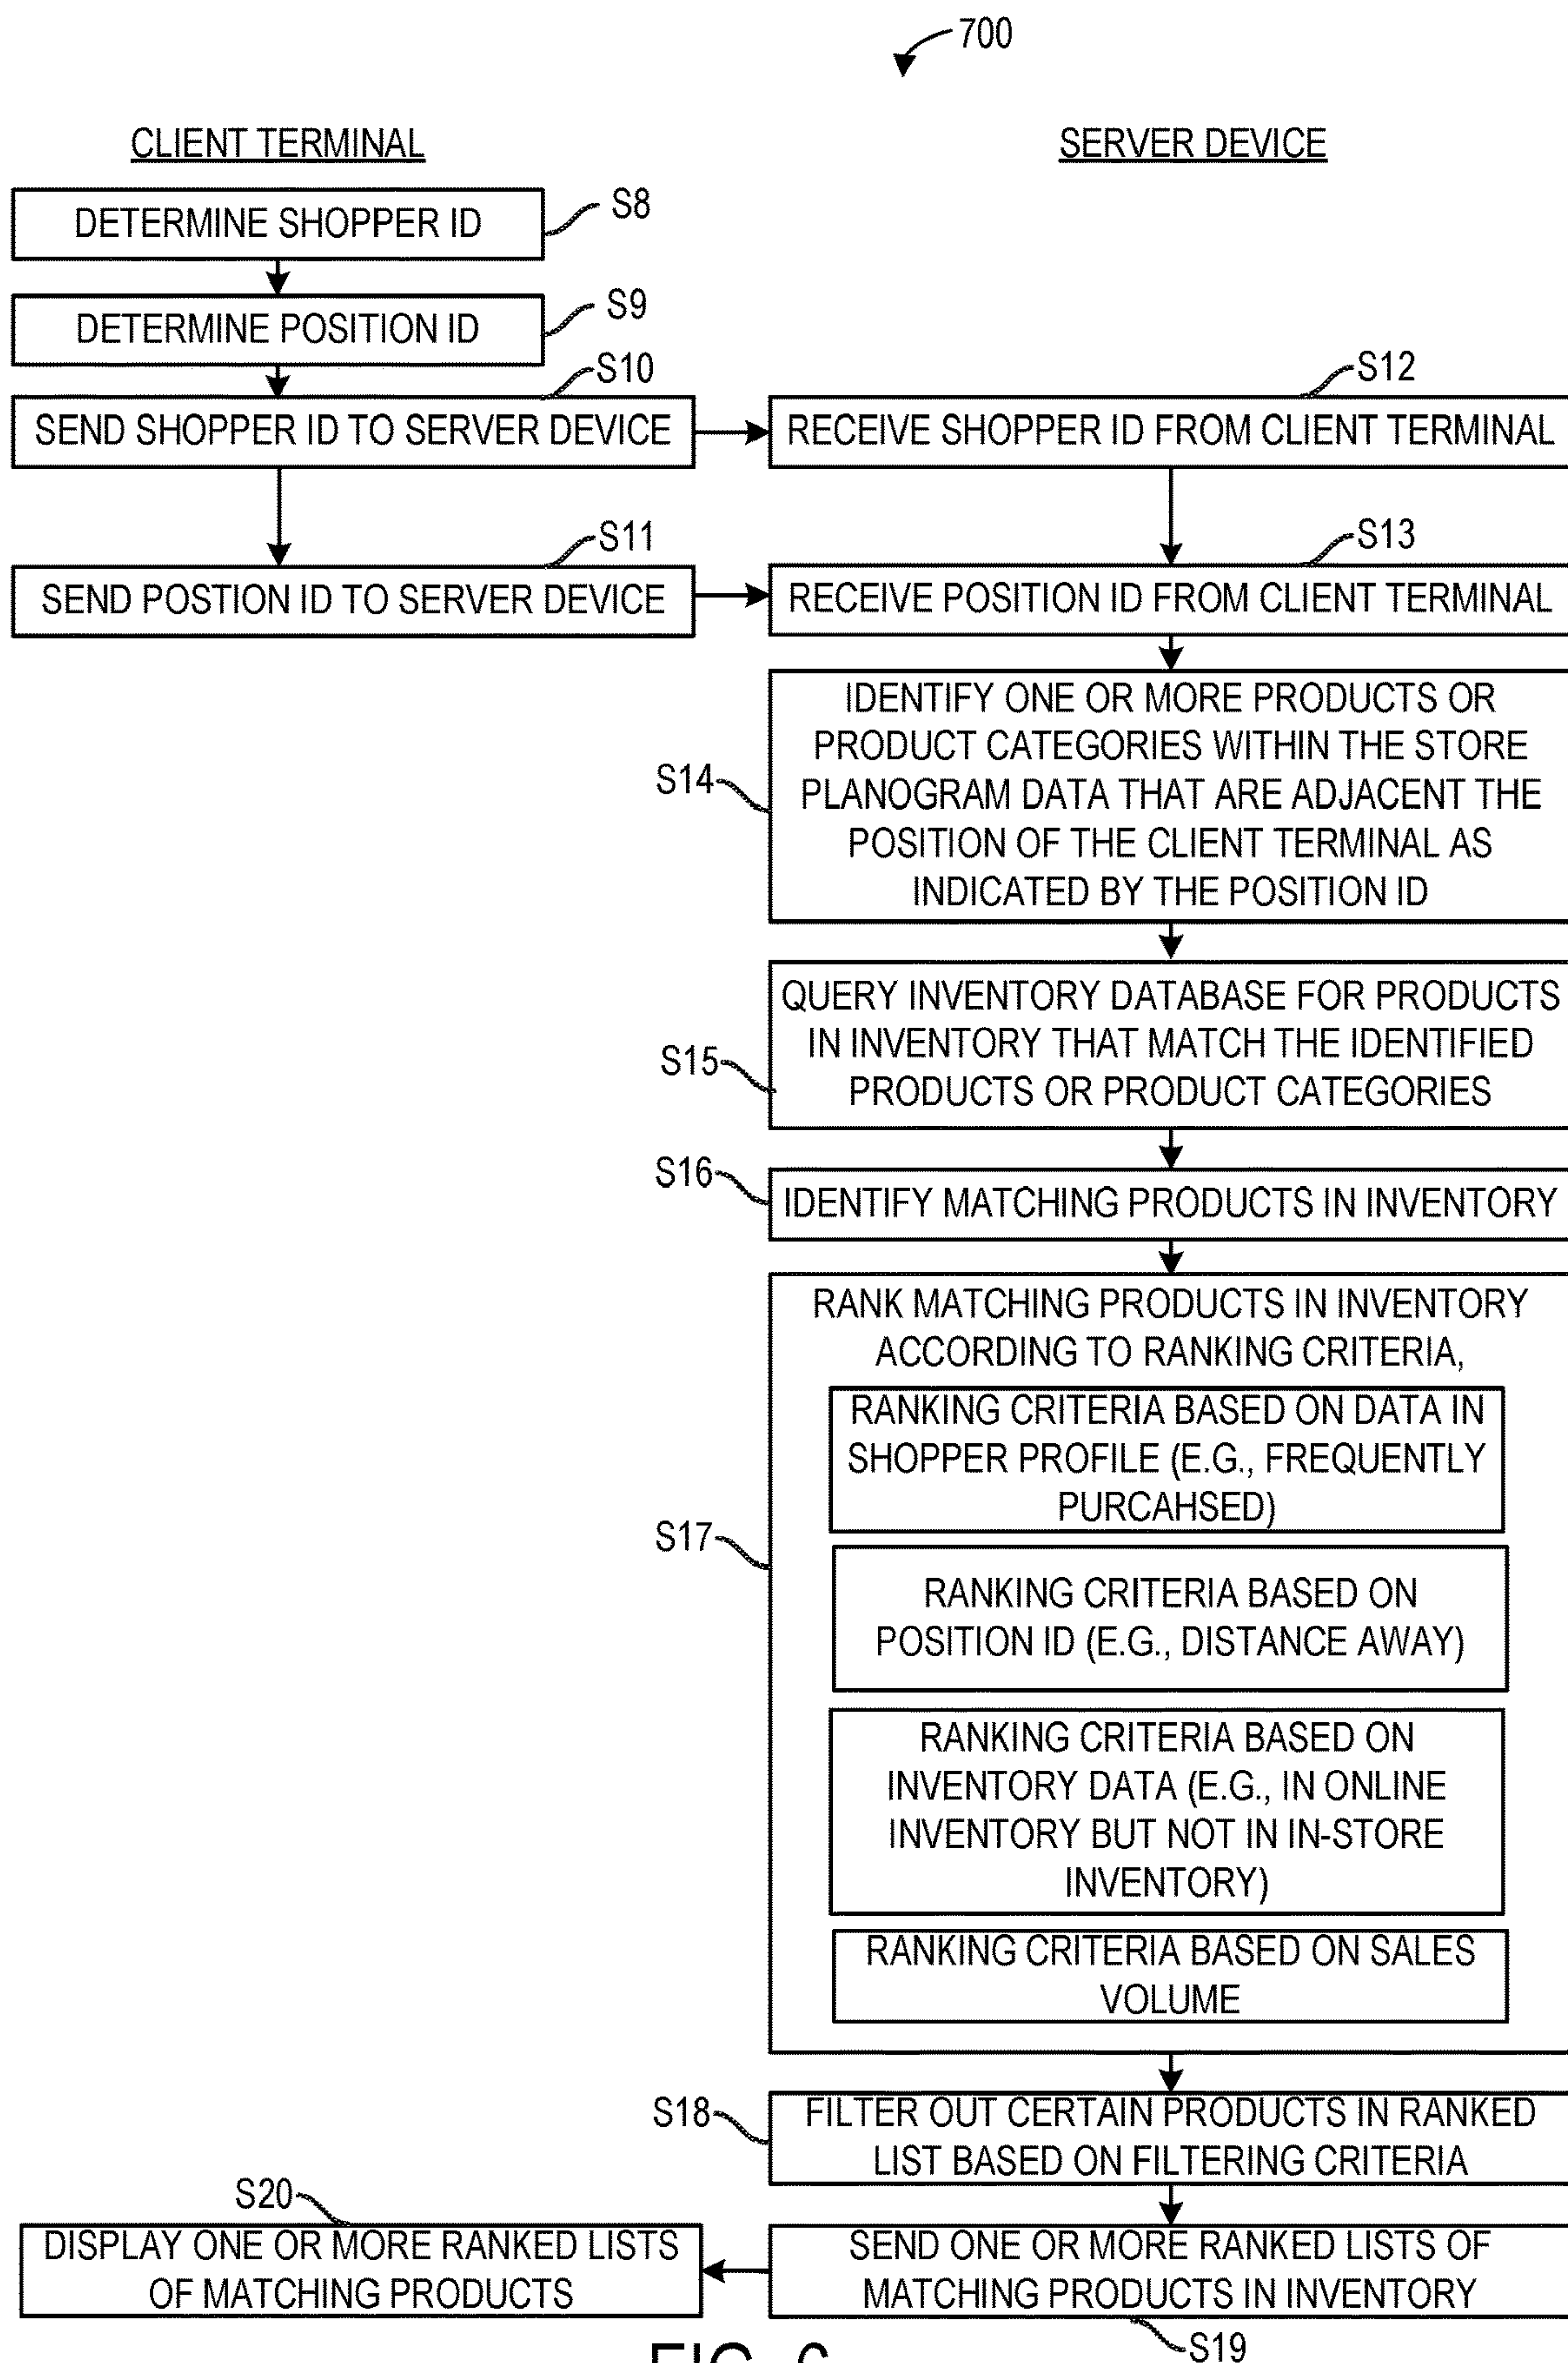 700
CLIENT TERMINAL
SERVER DEVICE
DETERMINE SHOPPER ID
S8
DETERMINE POSITION ID
S9
SEND SHOPPER ID TO SERVER DEVICE
S10
RECEIVE SHOPPER ID FROM CLIENT TERMINAL
S12
SEND POSTION ID TO SERVER DEVICE
S11
RECEIVE POSITION ID FROM CLIENT TERMINAL
S13
IDENTIFY ONE OR MORE PRODUCTS OR
PRODUCT CATEGORIES WITHIN THE STORE
PLANOGRAM DATA THAT ARE ADJACENT THE
POSITION OF THE CLIENT TERMINAL AS
INDICATED BY THE POSITION ID
S14
QUERY INVENTORY DATABASE FOR PRODUCTS
IN INVENTORY THAT MATCH THE IDENTIFIED
PRODUCTS OR PRODUCT CATEGORIES
S15
S16
IDENTIFY MATCHING PRODUCTS IN INVENTORY
RANK MATCHING PRODUCTS IN INVENTORY
ACCORDING TO RANKING CRITERIA,
RANKING CRITERIA BASED ON DATA IN
SHOPPER PROFILE (E.G., FREQUENTLY
PURCAHSED)
S17
RANKING CRITERIA BASED ON
POSITION ID (E.G., DISTANCE AWAY)
RANKING CRITERIA BASED ON
INVENTORY DATA (E.G., IN ONLINE
INVENTORY BUT NOT IN IN-STORE
INVENTORY)
RANKING CRITERIA BASED ON SALES
VOLUME
S18
FILTER OUT CERTAIN PRODUCTS IN RANKED
LIST BASED ON FILTERING CRITERIA
S20
DISPLAY ONE OR MORE RANKED LISTS
OF MATCHING PRODUCTS
SEND ONE OR MORE RANKED LISTS OF
MATCHING PRODUCTS IN INVENTORY
S19